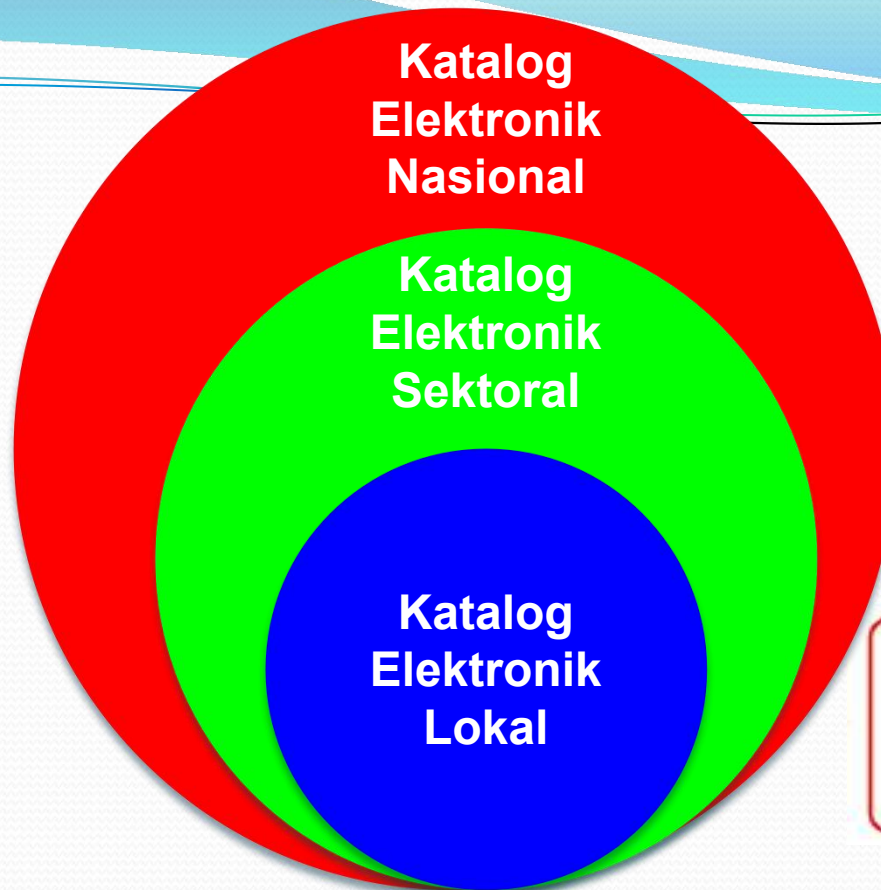 Katalog
Elektronik
Nasional
Katalog
Elektronik
Sektoral
Katalog
Elektronik
Lokal